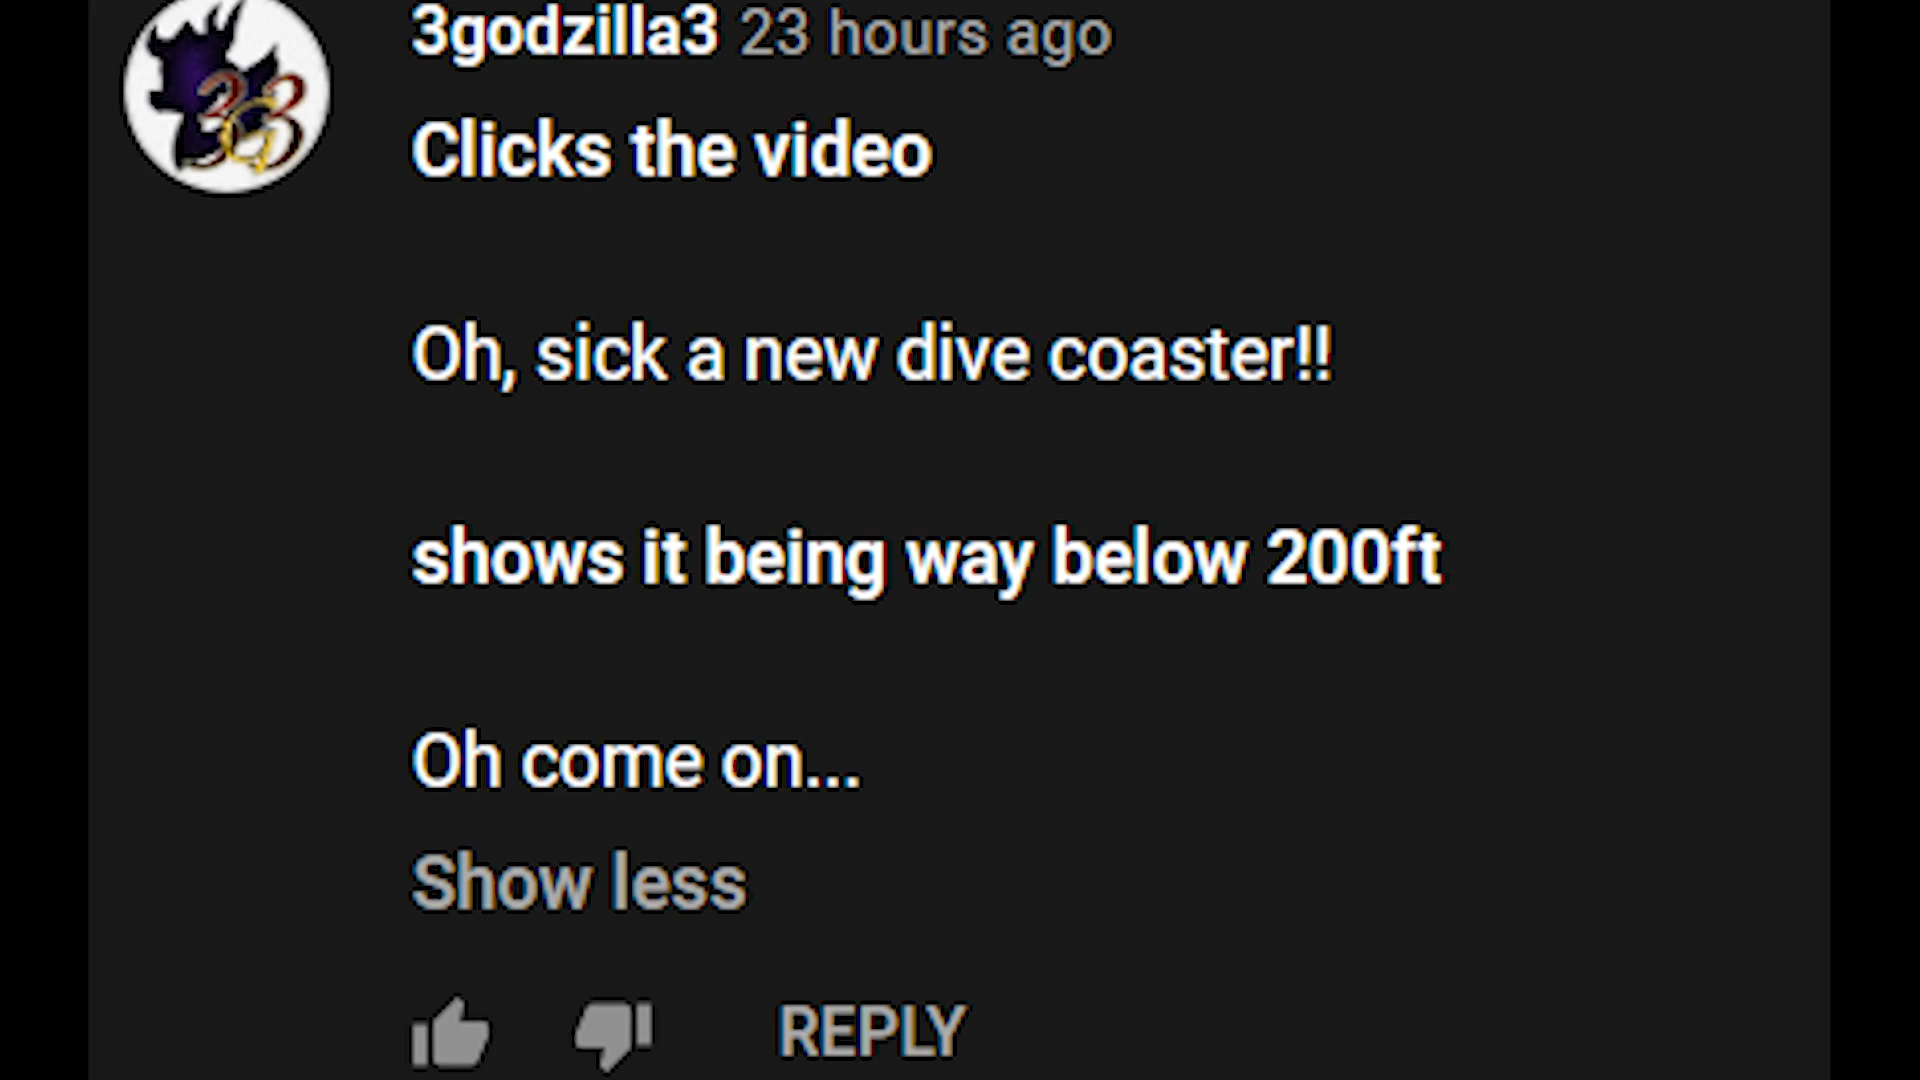 3godzilla3 23 hours ago
3G3
Clicks the video
Oh, sick a new dive coaster!!
shows it being way below 200ft
Oh come on...
Show less
REPLY